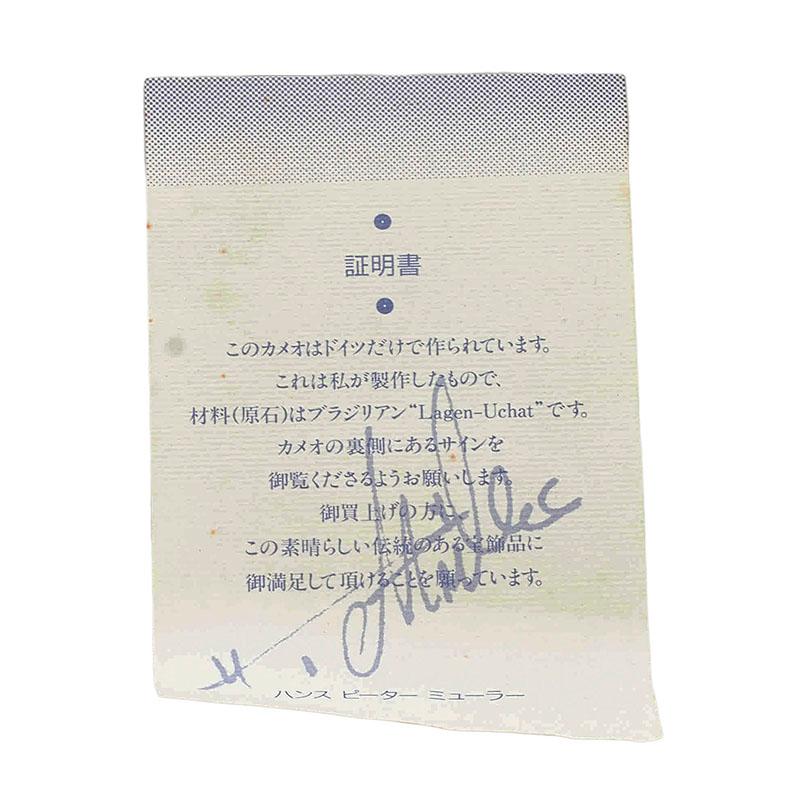 証明書
このカメオはドイツだけで作られています。
これは私が製作したもので、
材料(原石)はブラジリアン“Lagen-Uchat”です。
カメオの裏側にあるサインを
御覧くださるようお願いします。
御買上げの方に、
この素晴らしい伝統のある宝飾品に
御満足して頂けることを願っています。
ハンス ピーター ミューラー